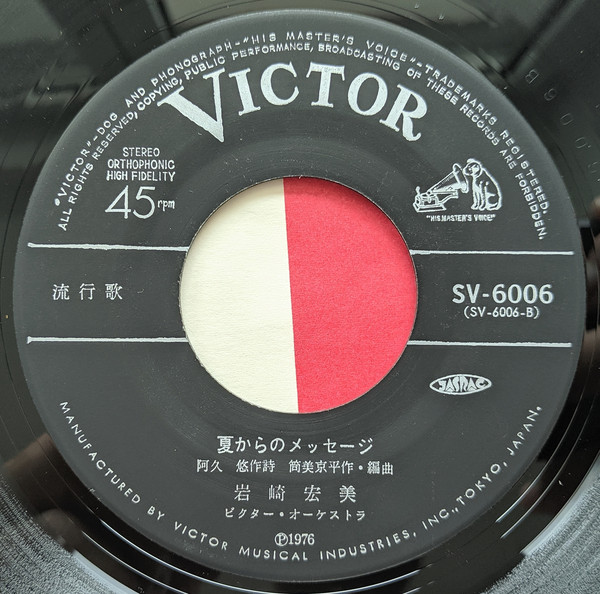 "VICTOR"-DOG AND PHONOGRAPH-"HIS MASTER'S VOICE"-TRADEMARKS REGISTERED.
ALL RIGHTS RESERVED, COPYING, PUBLIC PERFORMANCE, BROADCASTING OF THESE RECORDS ARE FORBIDDEN.
VICTOR
STEREO
ORTHOPHONIC
HIGH FIDELITY
45 rpm
"HIS MASTER'S VOICE"
流行歌
SV-6006
(SV-6006-B)
JASRAC
夏からのメッセージ
阿久 悠作詩 筒美京平作・編曲
岩崎宏美
ビクター・オーケストラ
Ⓟ1976
MANUFACTURED BY VICTOR MUSICAL INDUSTRIES, INC., TOKYO, JAPAN.